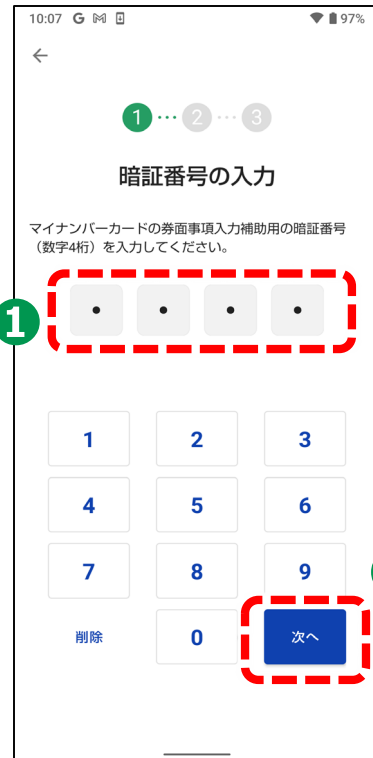 10:07 G 97%
1 2 3
暗証番号の入力
マイナンバーカードの券面事項入力補助用の暗証番号
（数字4桁）を入力してください。
1
1 2 3
4 5 6
7 8 9
削除 0 次へ